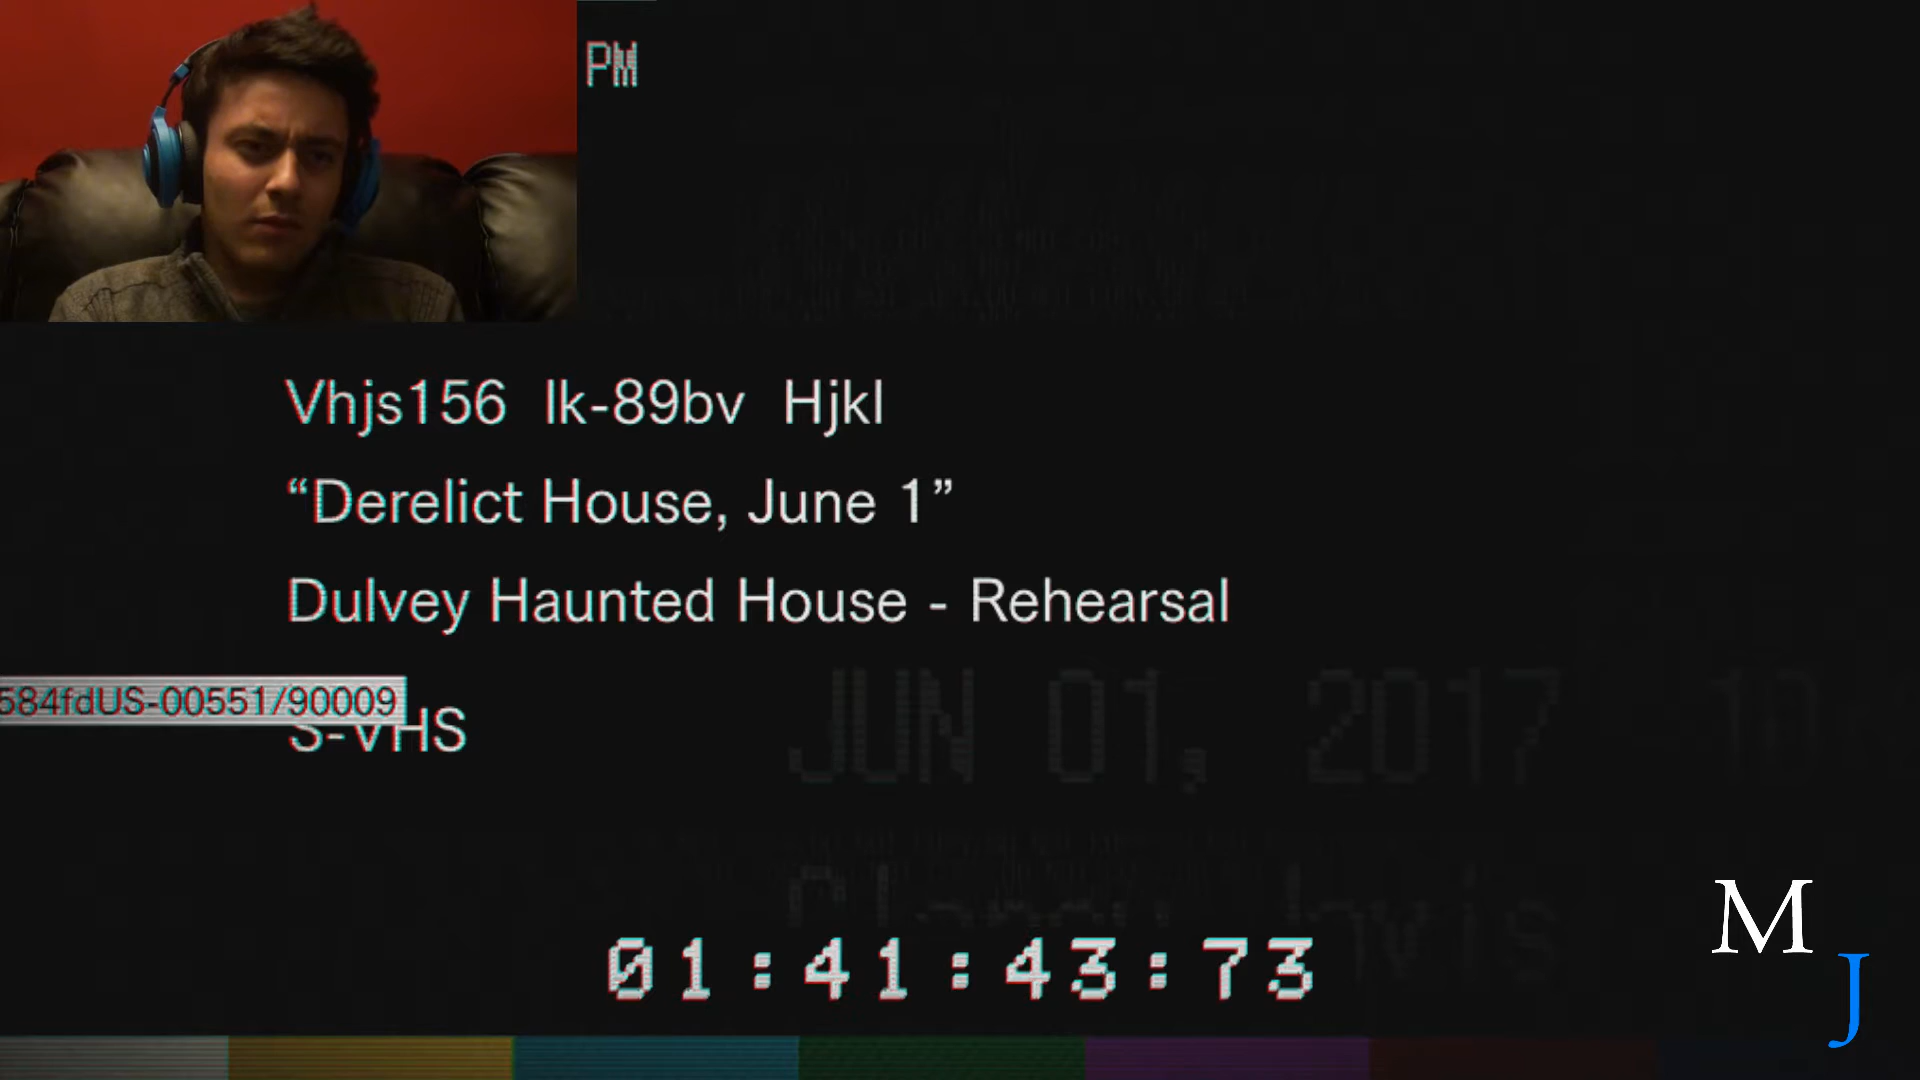 PM
Vhjs156 lk-89bv Hjkl
“Derelict House, June 1”
Dulvey Haunted House - Rehearsal
584fdUS-00551/90009
S-VHS
JUN 01, 2017 10
01:41:43:73
M
J